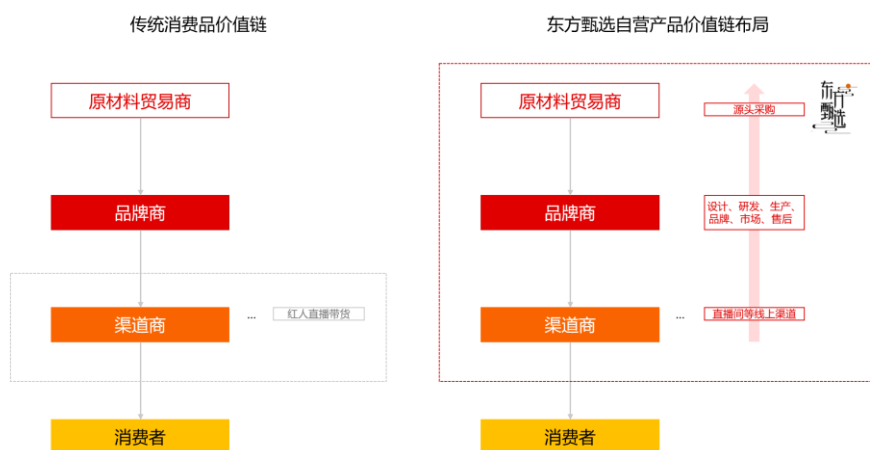 传统消费品价值链
原材料贸易商
品牌商
渠道商
...
红人直播带货
消费者
东方甄选自营产品价值链布局
原材料贸易商
源头采购
东方甄选
品牌商
设计、研发、生产、
品牌、市场、售后
渠道商
...
直播间等线上渠道
消费者